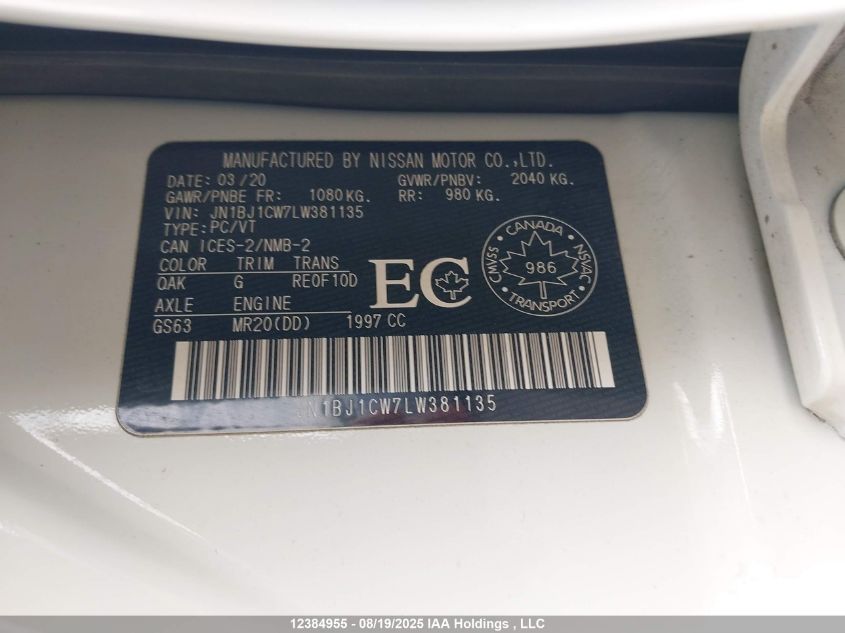 MANUFACTURED BY NISSAN MOTOR CO.,LTD.
DATE: 03/20 GVWR/PNBV: 2040 KG.
GAWR/PNBE FR: 1080KG. RR: 980 KG.
VIN: JN1BJ1CW7LW381135
TYPE:PC/VT
CAN ICES-2/NMB-2
COLOR TRIM TRANS
QAK G RE0F10D
AXLE ENGINE
GS63 MR20(DD) 1997 CC
EC
CANADA
CMVSS
986
NSVAC
TRANSPORT
JN1BJ1CW7LW381135
12384955 - 08/19/2025 IAA Holdings , LLC